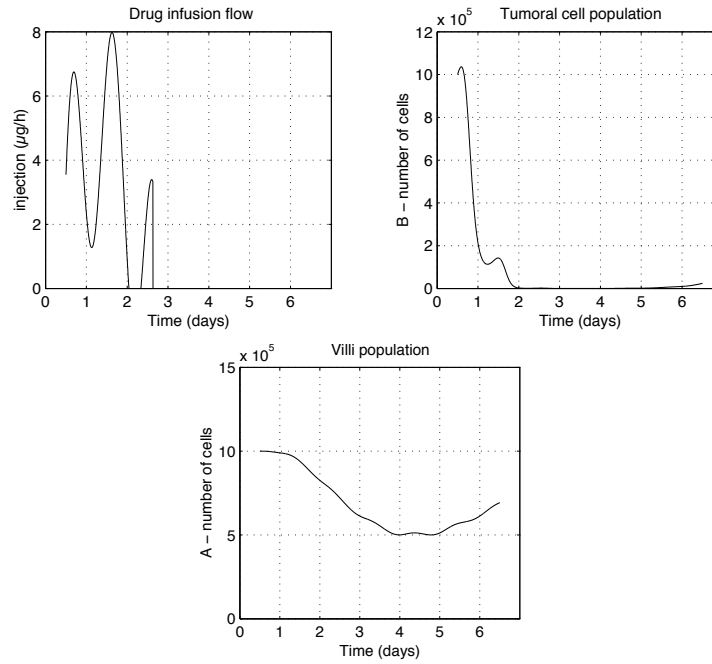 Drug infusion flow
injection (µg/h)
8
6
4
2
0
0 1 2 3 4 5 6
Time (days)
Tumoral cell population
x 10^5
B − number of cells
12
10
8
6
4
2
0
0 1 2 3 4 5 6
Time (days)
Villi population
x 10^5
A − number of cells
15
10
5
0
0 1 2 3 4 5 6
Time (days)